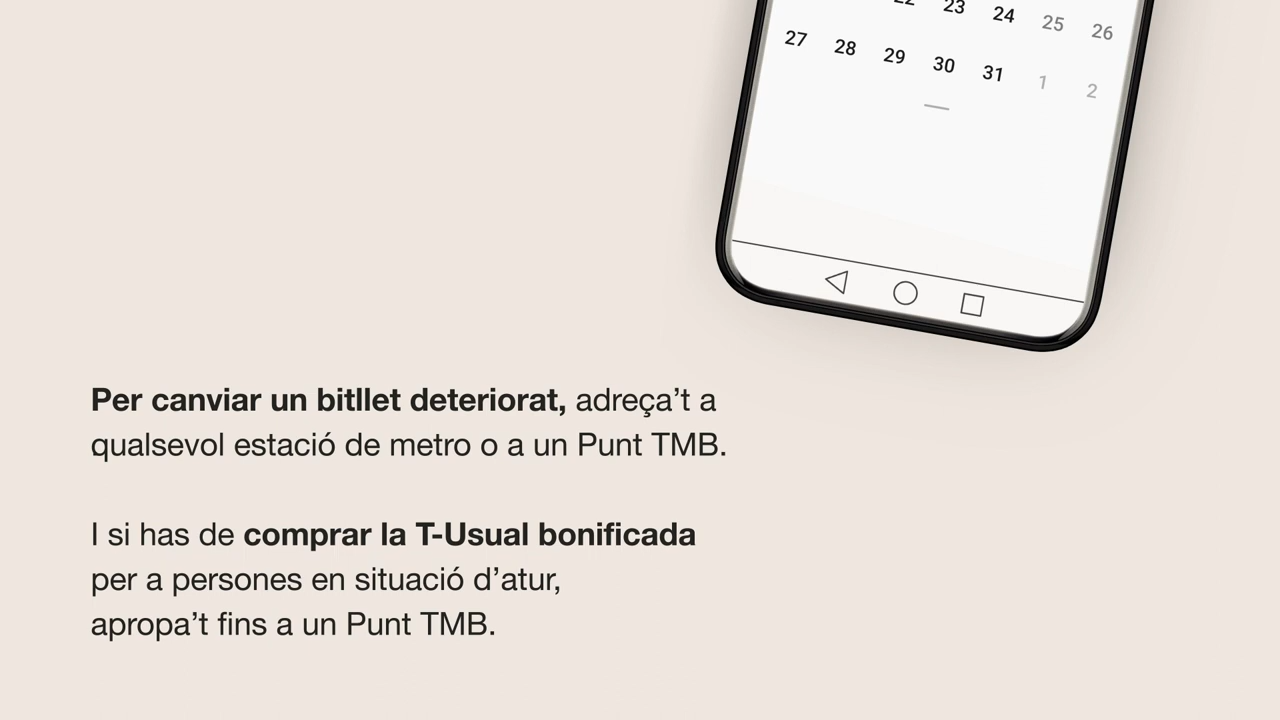 22 23 24 25 26
27 28 29 30 31 1 2
Per canviar un bitllet deteriorat, adreça’t a
qualsevol estació de metro o a un Punt TMB.
I si has de comprar la T-Usual bonificada
per a persones en situació d’atur,
apropa’t fins a un Punt TMB.